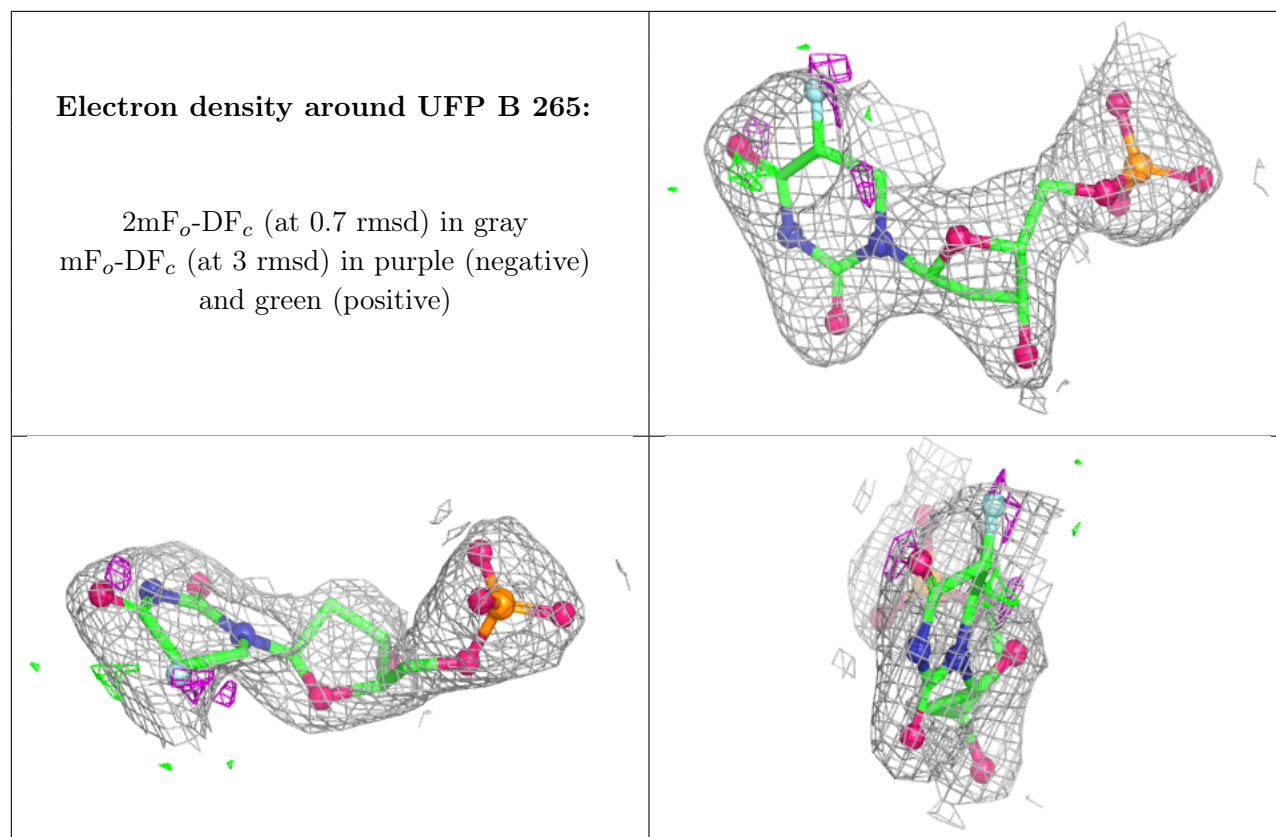 Electron density around UFP B 265:
2mFo-DFc (at 0.7 rmsd) in gray
mFo-DFc (at 3 rmsd) in purple (negative)
and green (positive)